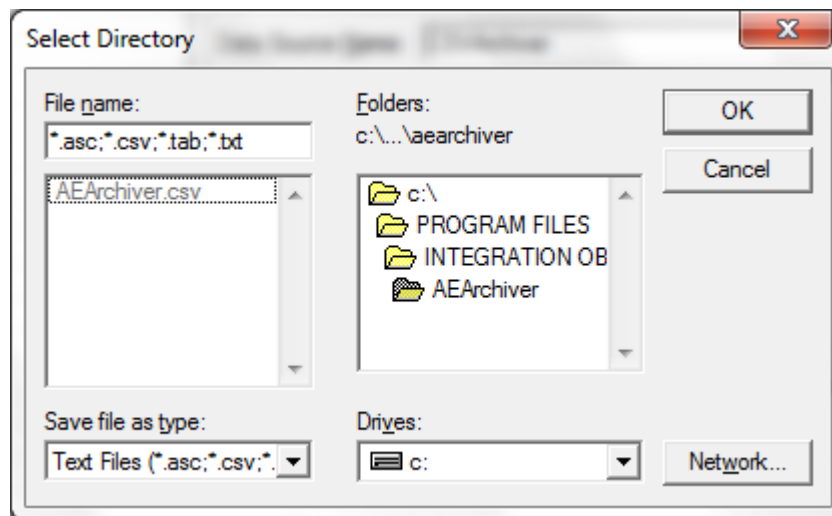 Select Directory
File name:
*.asc;*.csv;*.tab;*.txt
AEArchiver.csv
Save file as type:
Text Files (*.asc;*.csv;*.
Folders:
c:\...\aearchiver
c:\
PROGRAM FILES
INTEGRATION OB
AEArchiver
Drives:
c:
OK
Cancel
Network...